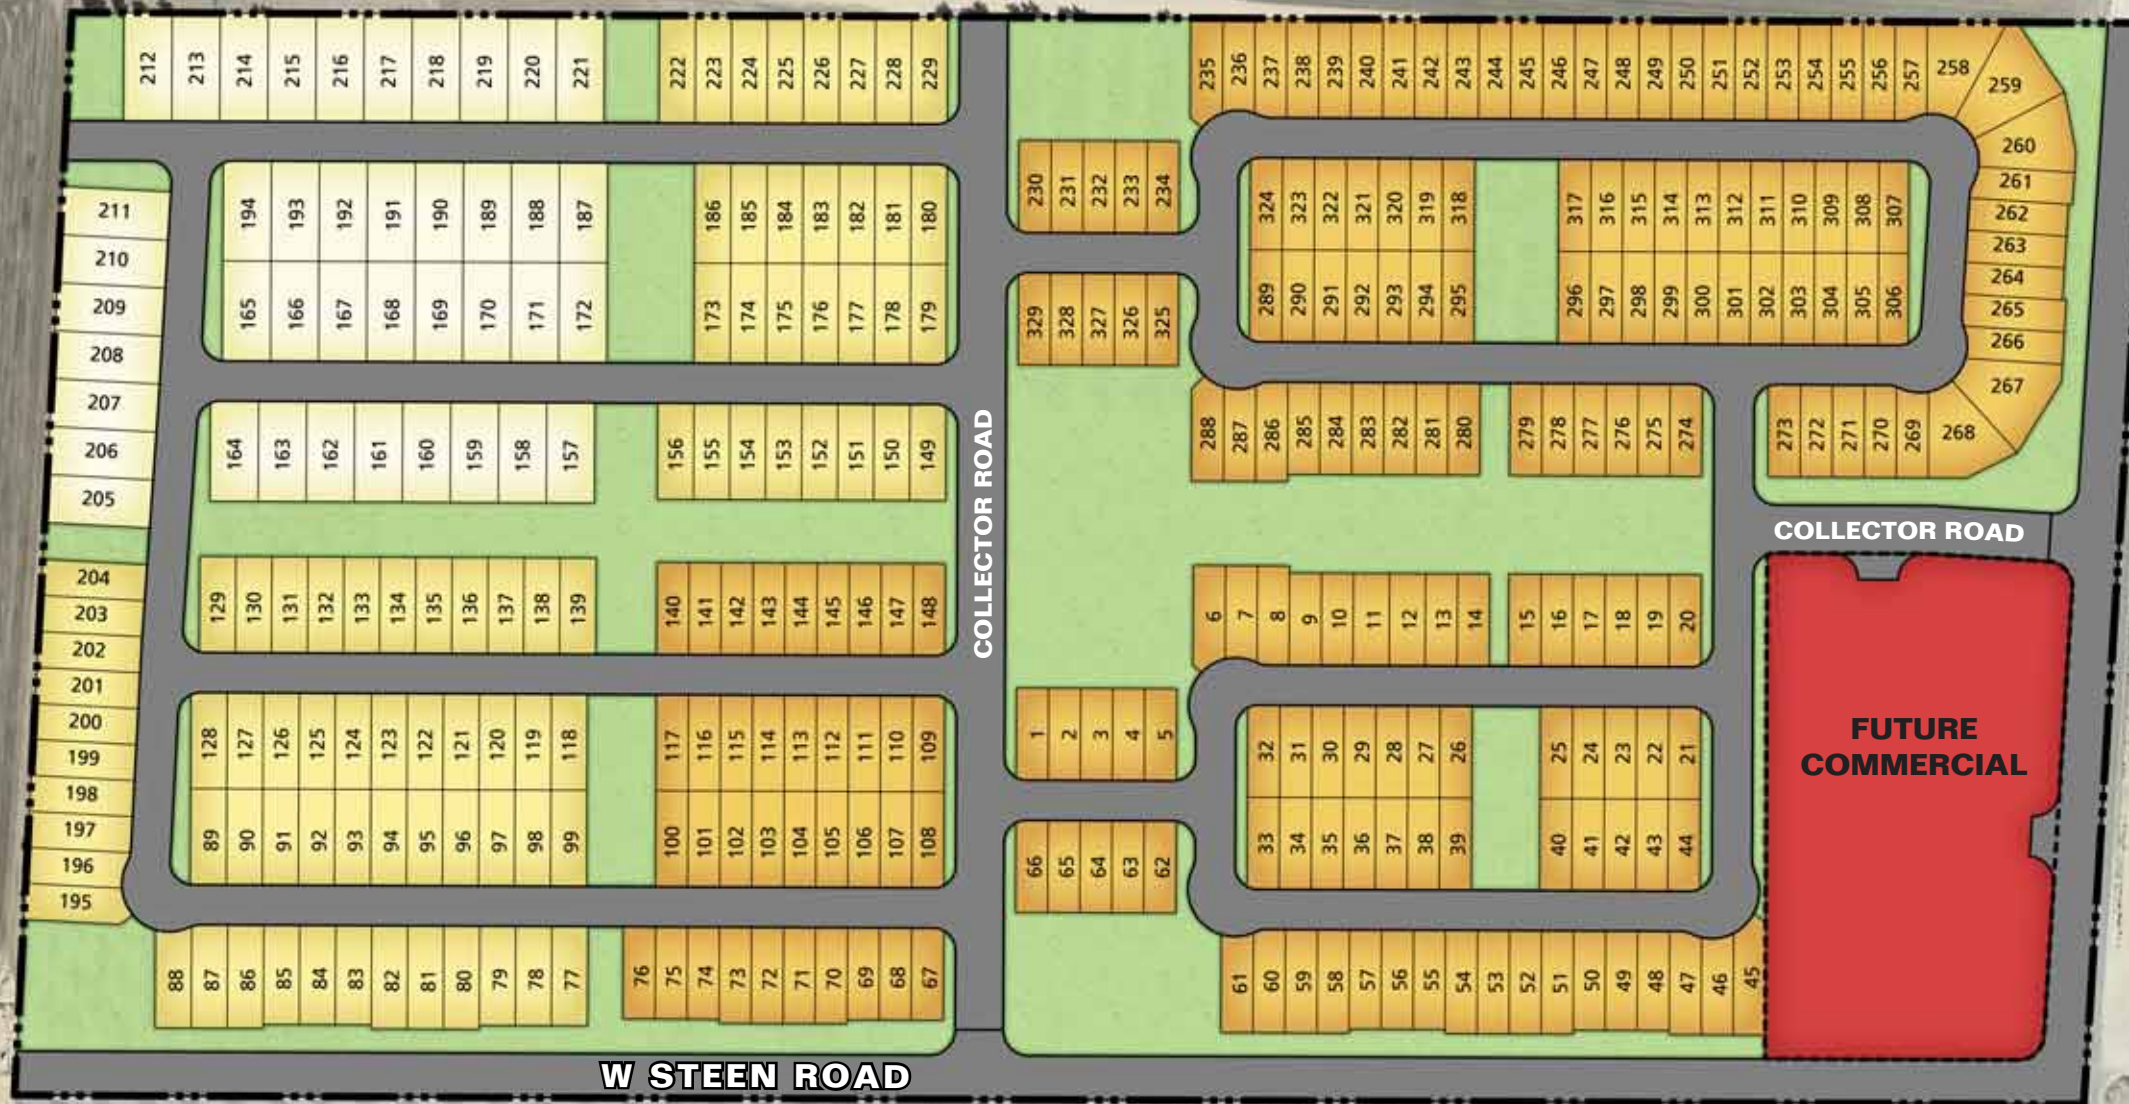 212 213 214 215 216 217 218 219 220 221 222 223 224 225 226 227 228 229
235 236 237 238 239 240 241 242 243 244 245 246 247 248 249 250 251 252 253 254 255 256 257 258 259
260
261
262
263
264
265
266
267
230 231 232 233 234
324 323 322 321 320 319 318 317 316 315 314 313 312 311 310 309 308 307
289 290 291 292 293 294 295 296 297 298 299 300 301 302 303 304 305 306
329 328 327 326 325
211
210
209
208
207
206
205
194 193 192 191 190 189 188 187 186 185 184 183 182 181 180
165 166 167 168 169 170 171 172 173 174 175 176 177 178 179
164 163 162 161 160 159 158 157 156 155 154 153 152 151 150 149
COLLECTOR ROAD
288 287 286 285 284 283 282 281 280 279 278 277 276 275 274 273 272 271 270 269 268
COLLECTOR ROAD
204
203
202
201
200
199
198
197
196
195
129 130 131 132 133 134 135 136 137 138 139 140 141 142 143 144 145 146 147 148
6 7 8 9 10 11 12 13 14 15 16 17 18 19 20
128 127 126 125 124 123 122 121 120 119 118 117 116 115 114 113 112 111 110 109
1 2 3 4 5
32 31 30 29 28 27 26 25 24 23 22 21
FUTURE
COMMERCIAL
89 90 91 92 93 94 95 96 97 98 99 100 101 102 103 104 105 106 107 108
66 65 64 63 62
33 34 35 36 37 38 39 40 41 42 43 44
88 87 86 85 84 83 82 81 80 79 78 77 76 75 74 73 72 71 70 69 68 67
61 60 59 58 57 56 55 54 53 52 51 50 49 48 47 46 45
W STEEN ROAD